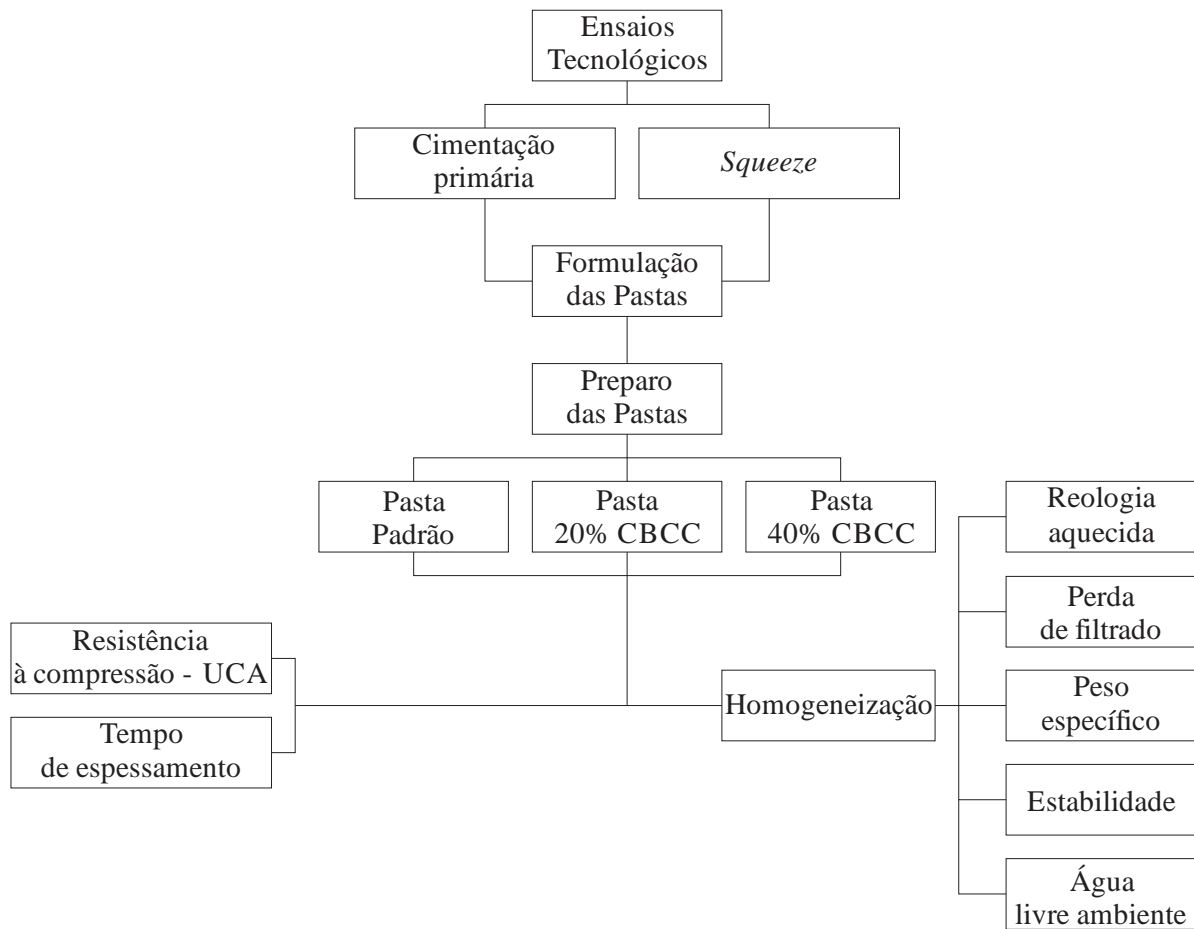 Ensaios
Tecnológicos
Cimentação
primária
Squeeze
Formulação
das Pastas
Preparo
das Pastas
Pasta
Padrão
Pasta
20% CBCC
Pasta
40% CBCC
Resistência
à compressão - UCA
Tempo
de espessamento
Homogeneização
Reologia
aquecida
Perda
de filtrado
Peso
específico
Estabilidade
Água
livre ambiente